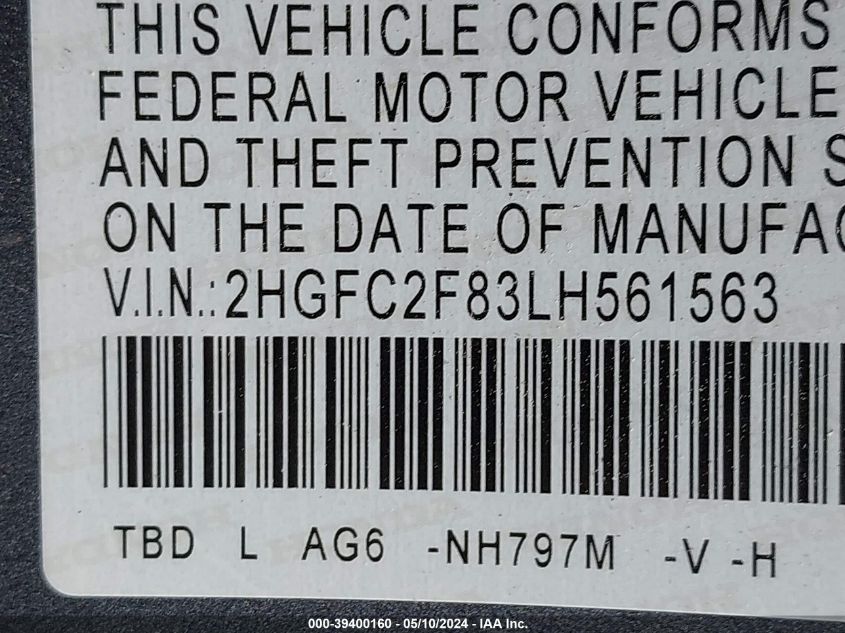 THIS VEHICLE CONFORMS
FEDERAL MOTOR VEHICLE
AND THEFT PREVENTION S
ON THE DATE OF MANUFAC
V.I.N.:2HGFC2F83LH561563
TBD L AG6 -NH797M -V -H
000-39400160 - 05/10/2024 - IAA Inc.